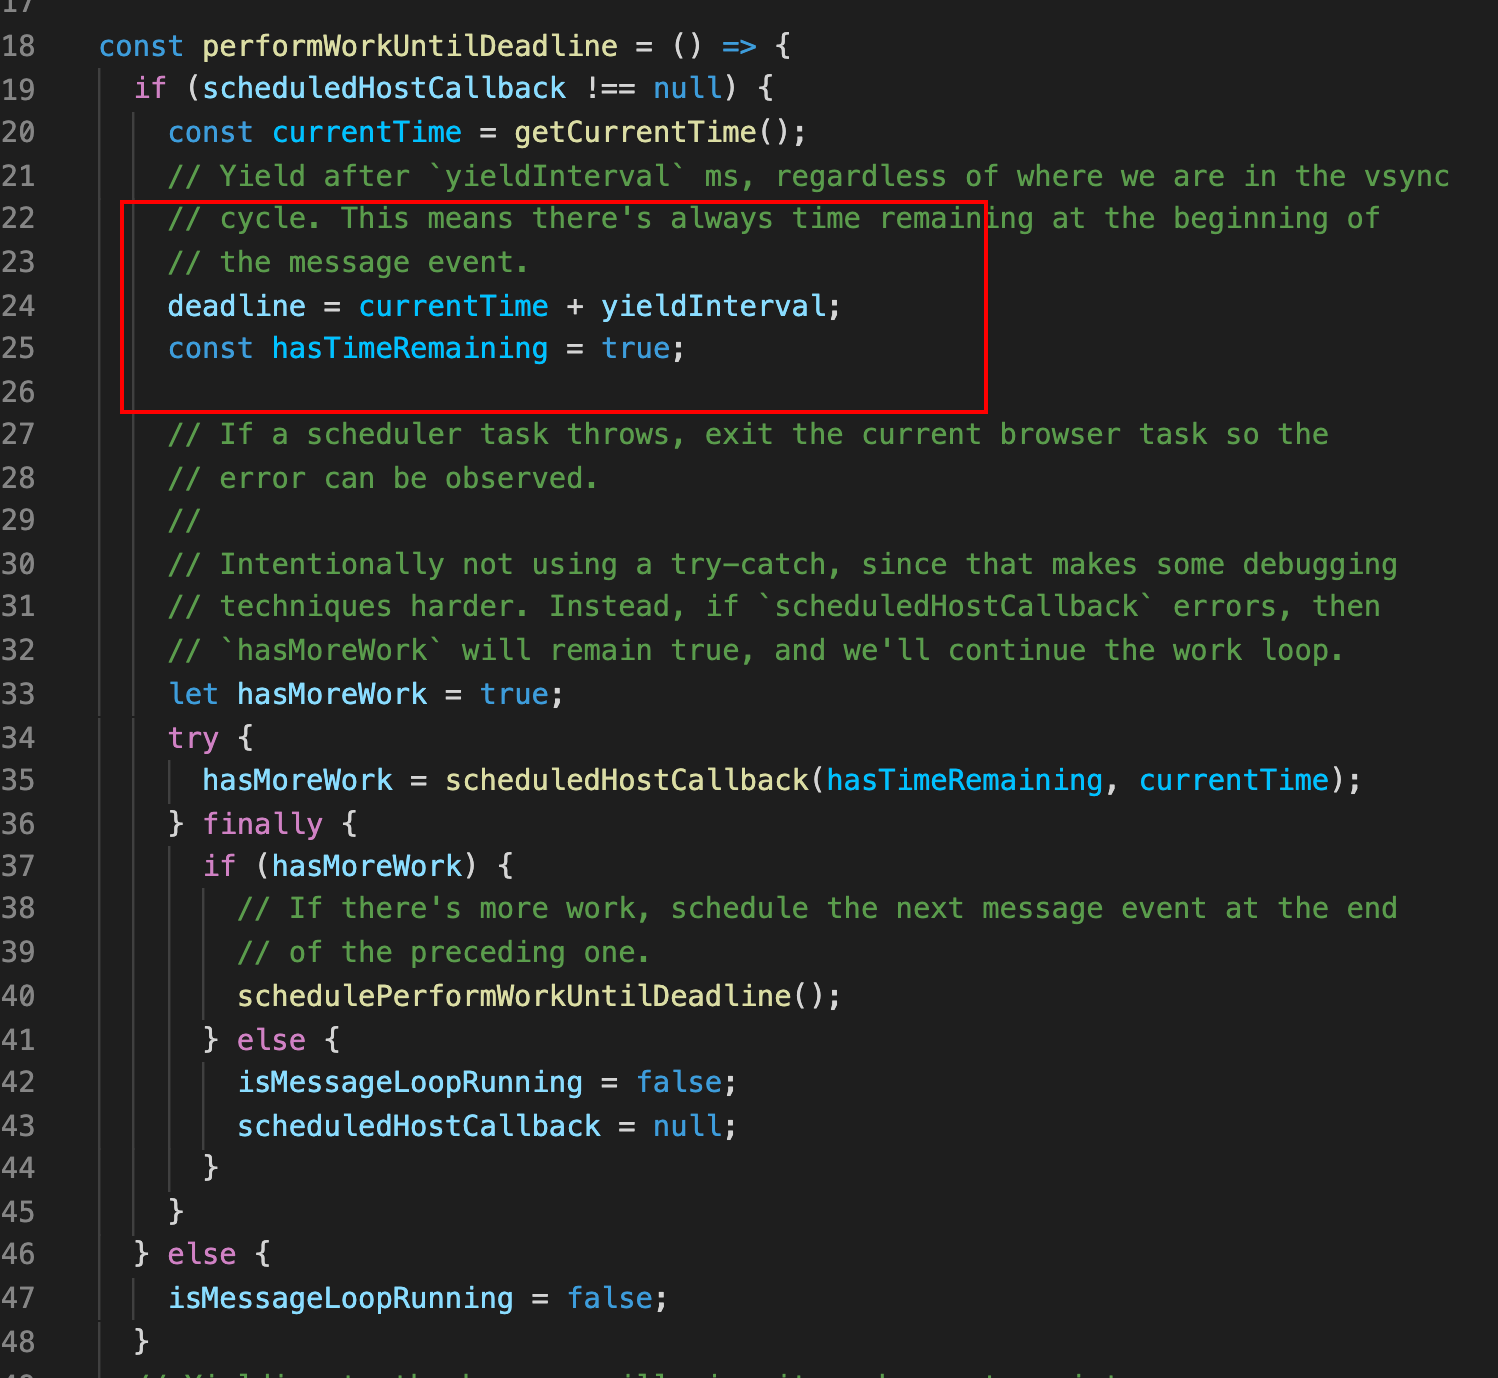 17
18 const performWorkUntilDeadline = () => {
19 if (scheduledHostCallback !== null) {
20 const currentTime = getCurrentTime();
21 // Yield after `yieldInterval` ms, regardless of where we are in the vsync
22 // cycle. This means there's always time remaining at the beginning of
23 // the message event.
24 deadline = currentTime + yieldInterval;
25 const hasTimeRemaining = true;
26
27 // If a scheduler task throws, exit the current browser task so the
28 // error can be observed.
29 //
30 // Intentionally not using a try-catch, since that makes some debugging
31 // techniques harder. Instead, if `scheduledHostCallback` errors, then
32 // `hasMoreWork` will remain true, and we'll continue the work loop.
33 let hasMoreWork = true;
34 try {
35 hasMoreWork = scheduledHostCallback(hasTimeRemaining, currentTime);
36 } finally {
37 if (hasMoreWork) {
38 // If there's more work, schedule the next message event at the end
39 // of the preceding one.
40 schedulePerformWorkUntilDeadline();
41 } else {
42 isMessageLoopRunning = false;
43 scheduledHostCallback = null;
44 }
45 }
46 } else {
47 isMessageLoopRunning = false;
48 }